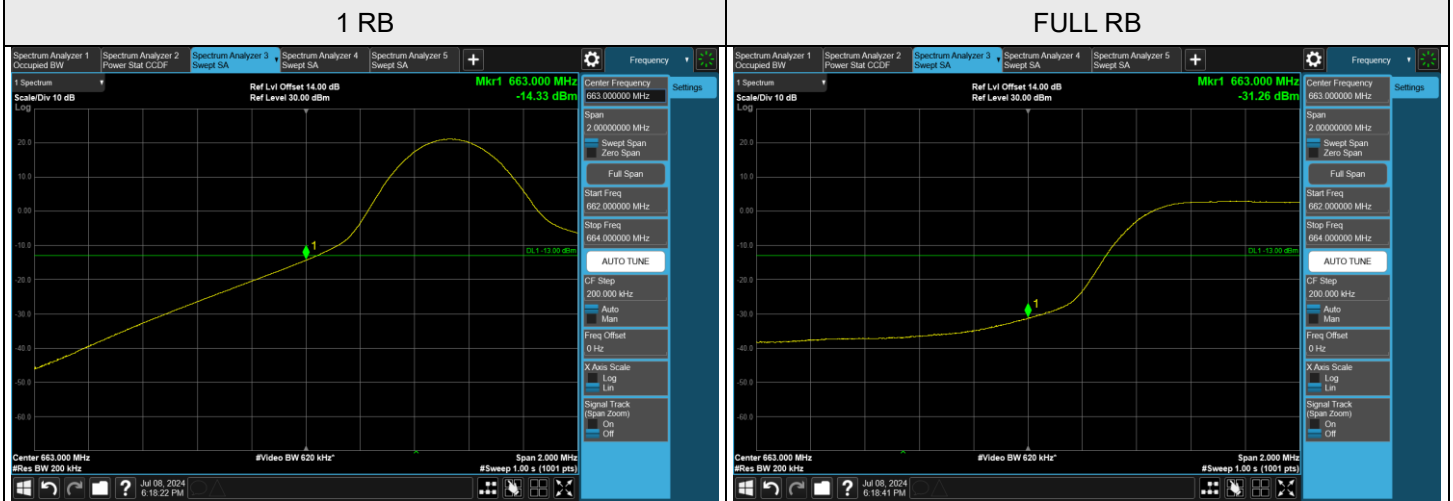 1 RB
FULL RB
Spectrum Analyzer 1
Occupied BW
Spectrum Analyzer 2
Power Stat CCDF
Spectrum Analyzer 3
Swept SA
Spectrum Analyzer 4
Swept SA
Spectrum Analyzer 5
Swept SA
Frequency
1 Spectrum
Scale/Div 10 dB
Log
Ref Lvl Offset 14.00 dB
Ref Level 30.00 dBm
Mkr1 663.000 MHz
-14.33 dBm
20.0
10.0
0.00
-10.0
-20.0
-30.0
-40.0
-50.0
-60.0
1
DL1 -13.00 dBm
Center 663.000 MHz
#Res BW 200 kHz
#Video BW 620 kHz*
Span 2.000 MHz
#Sweep 1.00 s (1001 pts)
Center Frequency
663.000000 MHz
Settings
Span
2.00000000 MHz
Swept Span
Zero Span
Full Span
Start Freq
662.000000 MHz
Stop Freq
664.000000 MHz
AUTO TUNE
CF Step
200.000 kHz
Auto
Man
Freq Offset
0 Hz
X Axis Scale
Log
Lin
Signal Track
(Span Zoom)
On
Off
?
Jul 08, 2024
6:18:22 PM
Spectrum Analyzer 1
Occupied BW
Spectrum Analyzer 2
Power Stat CCDF
Spectrum Analyzer 3
Swept SA
Spectrum Analyzer 4
Swept SA
Spectrum Analyzer 5
Swept SA
Frequency
1 Spectrum
Scale/Div 10 dB
Log
Ref Lvl Offset 14.00 dB
Ref Level 30.00 dBm
Mkr1 663.000 MHz
-31.26 dBm
20.0
10.0
0.00
-10.0
-20.0
-30.0
-40.0
-50.0
-60.0
1
DL1 -13.00 dBm
Center 663.000 MHz
#Res BW 200 kHz
#Video BW 620 kHz*
Span 2.000 MHz
#Sweep 1.00 s (1001 pts)
Center Frequency
663.000000 MHz
Settings
Span
2.00000000 MHz
Swept Span
Zero Span
Full Span
Start Freq
662.000000 MHz
Stop Freq
664.000000 MHz
AUTO TUNE
CF Step
200.000 kHz
Auto
Man
Freq Offset
0 Hz
X Axis Scale
Log
Lin
Signal Track
(Span Zoom)
On
Off
?
Jul 08, 2024
6:18:41 PM